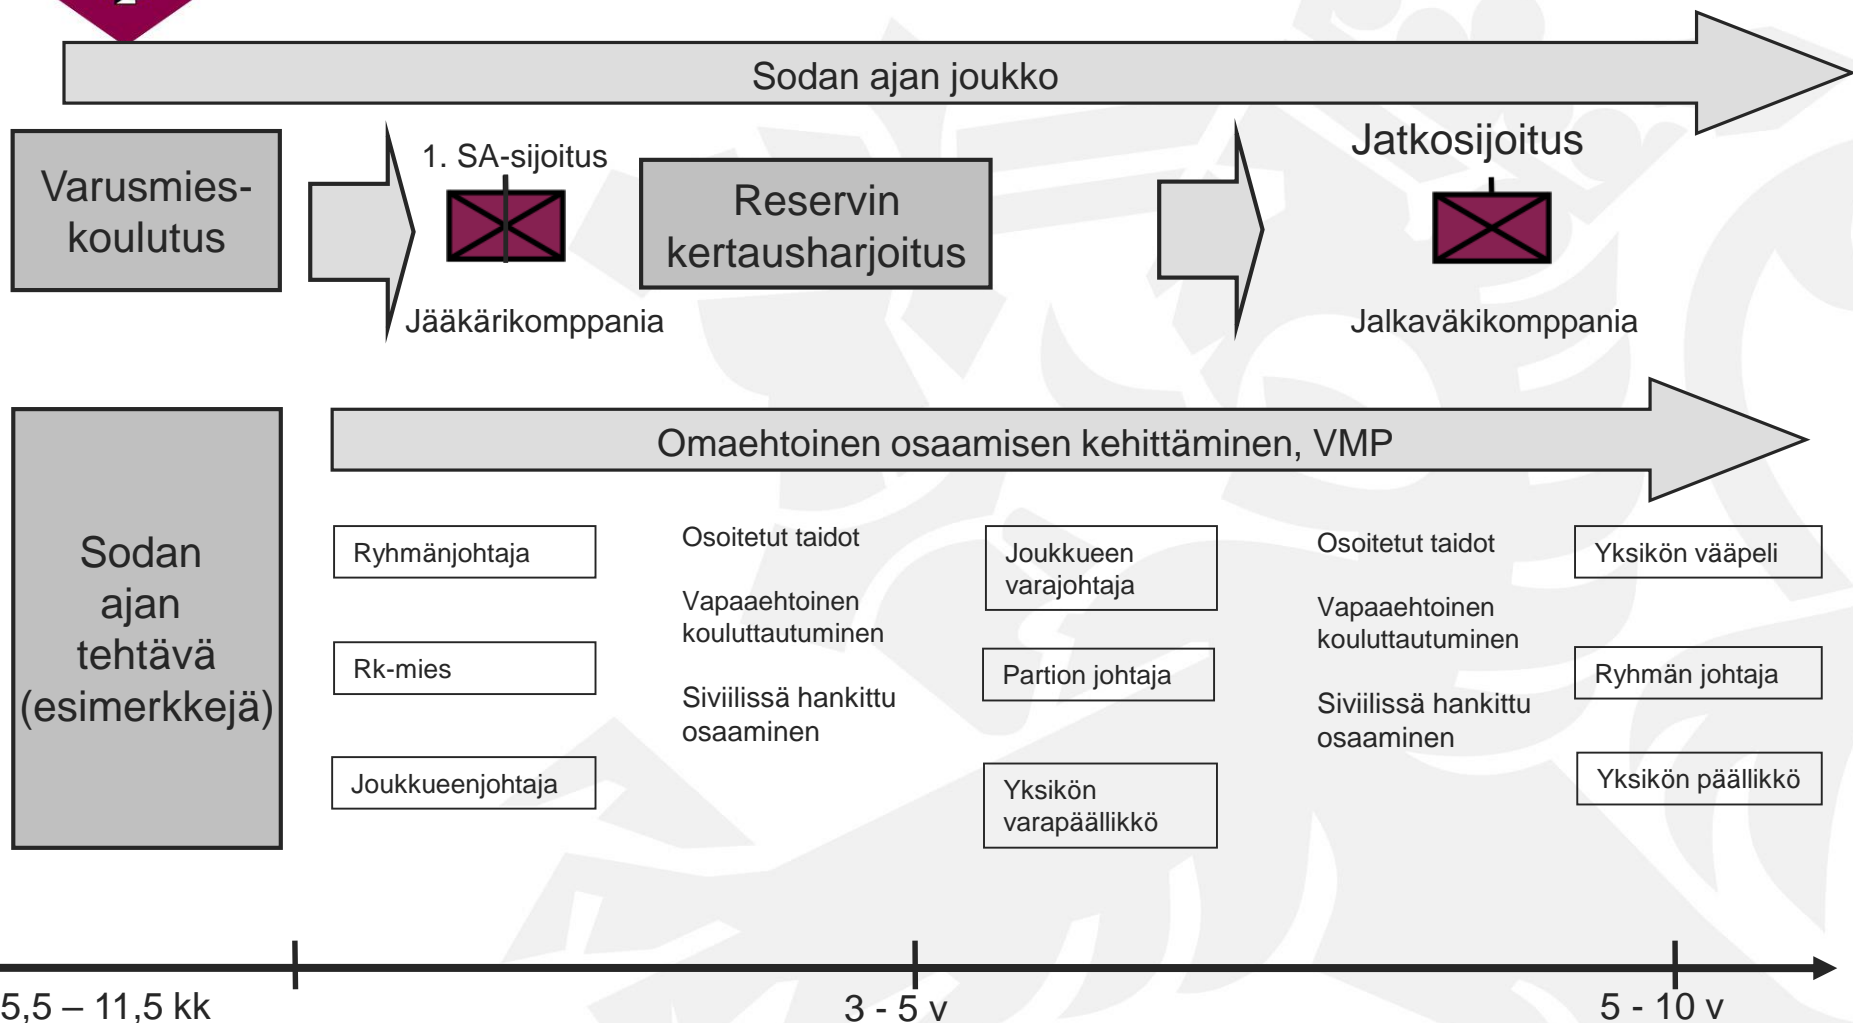 Sodan ajan joukko
Varusmies-
koulutus
1. SA-sijoitus
Jääkärikomppania
Reservin
kertausharjoitus
Jatkosijoitus
Jalkaväkikomppania
Omaehtoinen osaamisen kehittäminen, VMP
Sodan
ajan
tehtävä
(esimerkkejä)
Ryhmänjohtaja
Rk-mies
Joukkueenjohtaja
Osoitetut taidot
Vapaaehtoinen
kouluttautuminen
Siviilissä hankittu
osaaminen
Joukkueen
varajohtaja
Partion johtaja
Yksikön
varapäällikkö
Osoitetut taidot
Vapaaehtoinen
kouluttautuminen
Siviilissä hankittu
osaaminen
Yksikön vääpeli
Ryhmän johtaja
Yksikön päällikkö
5,5 – 11,5 kk
3 - 5 v
5 - 10 v